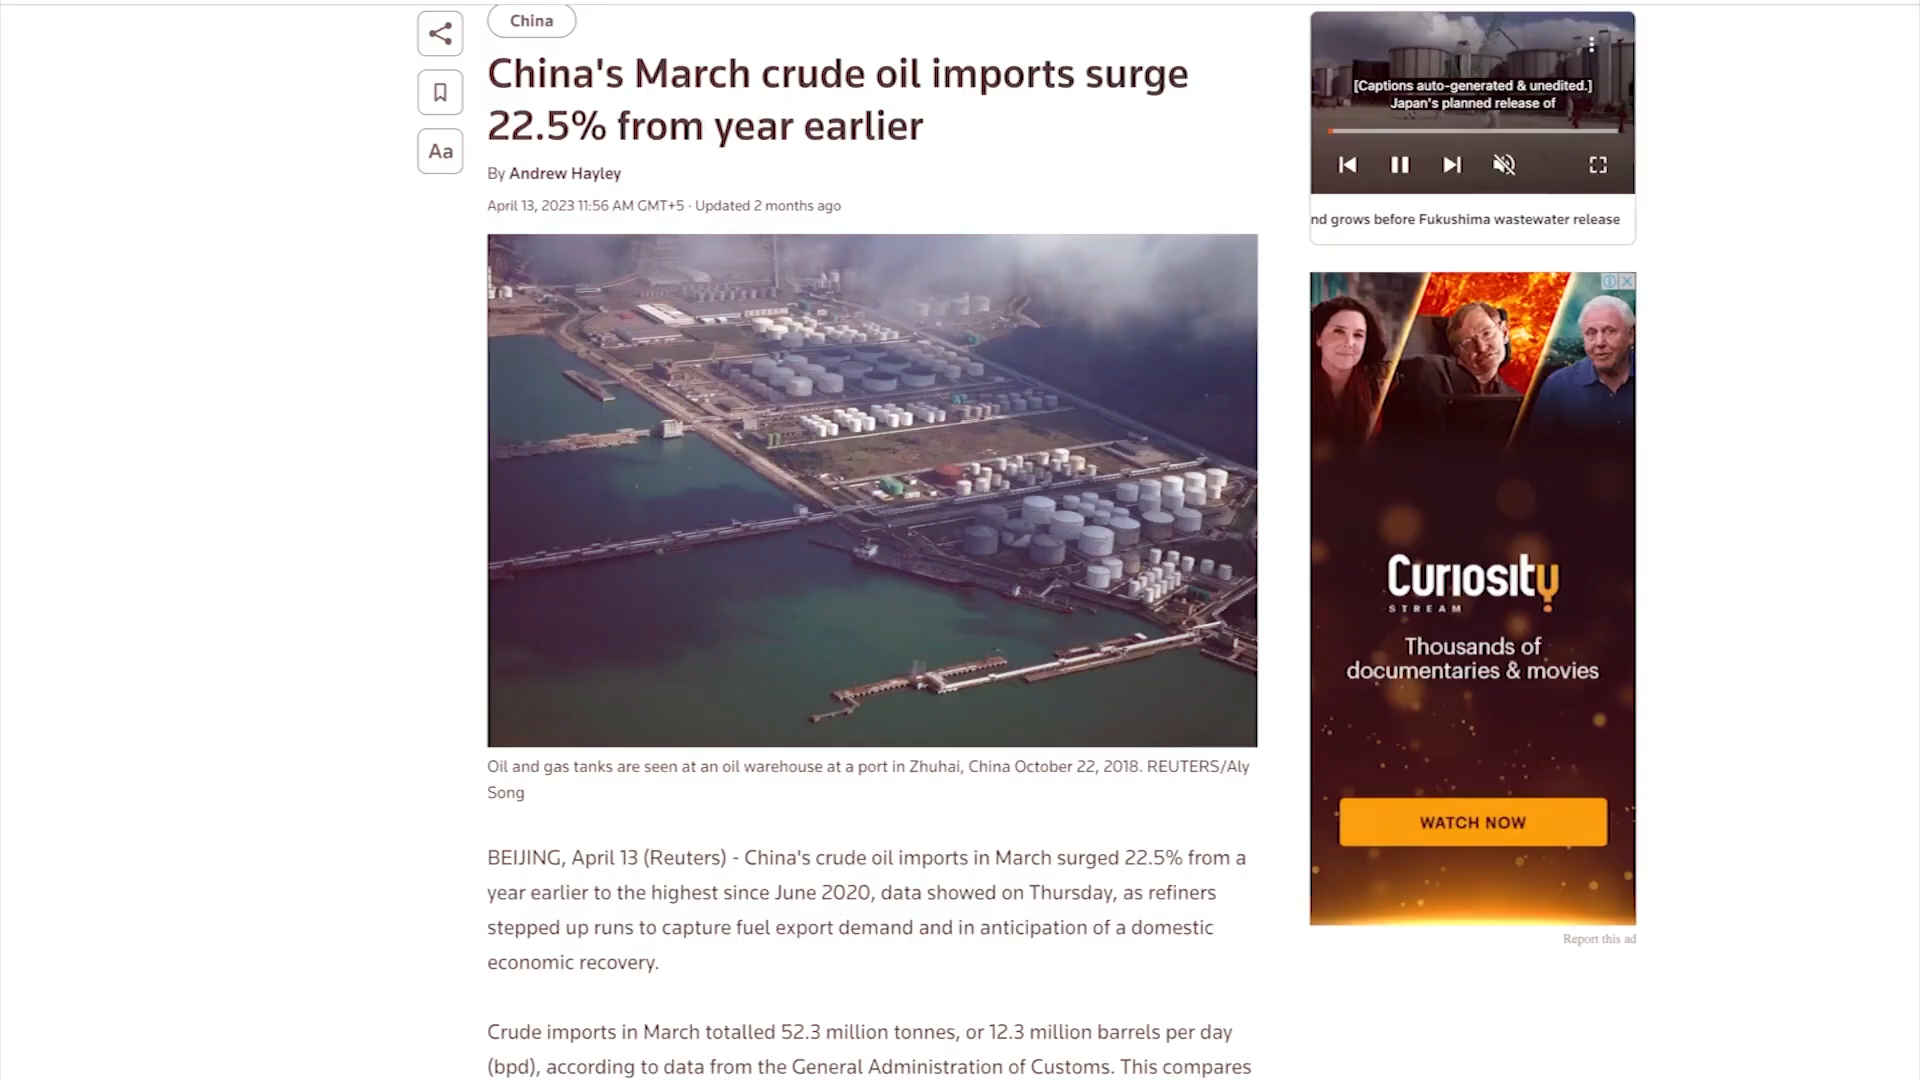 China
China's March crude oil imports surge
22.5% from year earlier
Aa
By Andrew Hayley
April 13, 2023 11:56 AM GMT+5 · Updated 2 months ago
Oil and gas tanks are seen at an oil warehouse at a port in Zhuhai, China October 22, 2018. REUTERS/Aly
Song
BEIJING, April 13 (Reuters) - China's crude oil imports in March surged 22.5% from a
year earlier to the highest since June 2020, data showed on Thursday, as refiners
stepped up runs to capture fuel export demand and in anticipation of a domestic
economic recovery.
Crude imports in March totalled 52.3 million tonnes, or 12.3 million barrels per day
(bpd), according to data from the General Administration of Customs. This compares
[Captions auto-generated & unedited.]
Japan's planned release of
nd grows before Fukushima wastewater release
Curiosity
STREAM
Thousands of
documentaries & movies
WATCH NOW
Report this ad